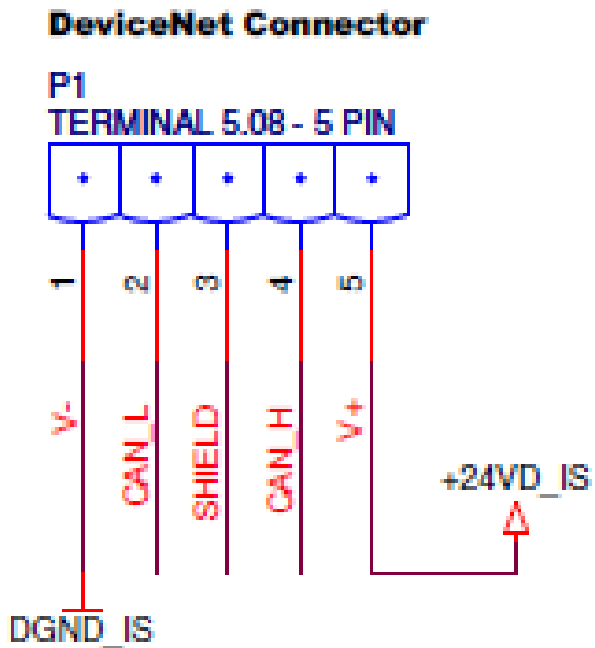 DeviceNet Connector
P1
TERMINAL 5.08 - 5 PIN
1 2 3 4 5
V- CAN_L SHIELD CAN_H V+
+24VD_IS
DGND_IS